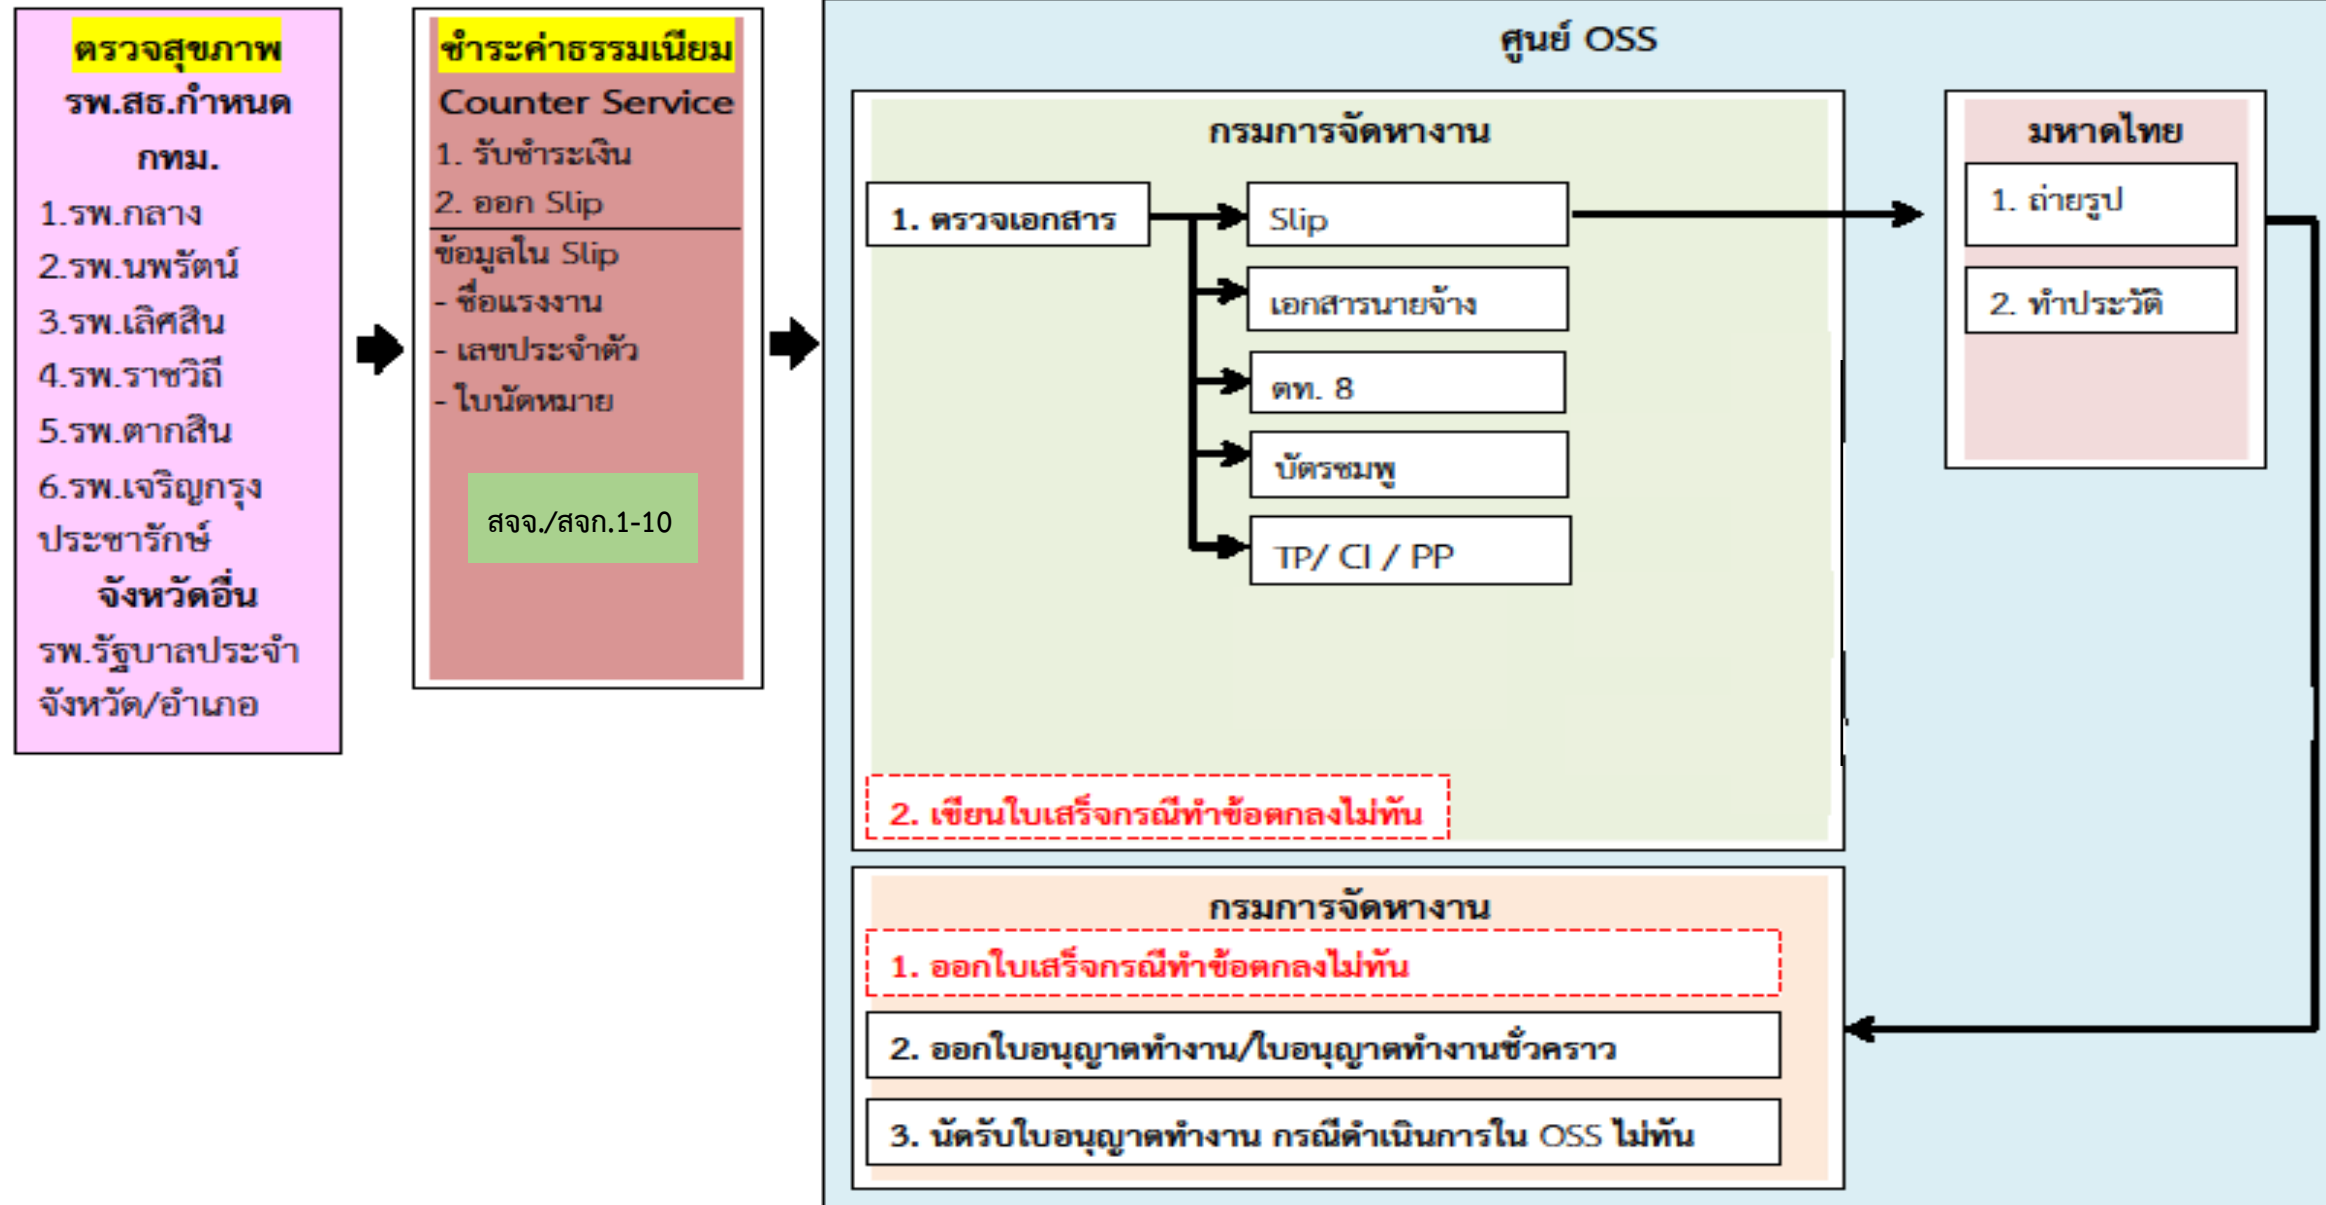 ตรวจสุขภาพ
รพ.สธ.กำหนด
กทม.
1.รพ.กลาง
2.รพ.นพรัตน์
3.รพ.เลิศสิน
4.รพ.ราชวิถี
5.รพ.ตากสิน
6.รพ.เจริญกรุง
ประชารักษ์
จังหวัดอื่น
รพ.รัฐบาลประจำ
จังหวัด/อำเภอ
ชำระค่าธรรมเนียม
Counter Service
1. รับชำระเงิน
2. ออก Slip
ข้อมูลใน Slip
- ชื่อแรงงาน
- เลขประจำตัว
- ใบนัดหมาย
สจจ./สจก.1-10
ศูนย์ OSS
กรมการจัดหางาน
1. ตรวจเอกสาร
Slip
เอกสารนายจ้าง
ตท. 8
บัตรชมพู
TP/ CI / PP
2. เขียนใบเสร็จกรณีทำข้อตกลงไม่ทัน
มหาดไทย
1. ถ่ายรูป
2. ทำประวัติ
กรมการจัดหางาน
1. ออกใบเสร็จกรณีทำข้อตกลงไม่ทัน
2. ออกใบอนุญาตทำงาน/ใบอนุญาตทำงานชั่วคราว
3. นัดรับใบอนุญาตทำงาน กรณีดำเนินการใน OSS ไม่ทัน